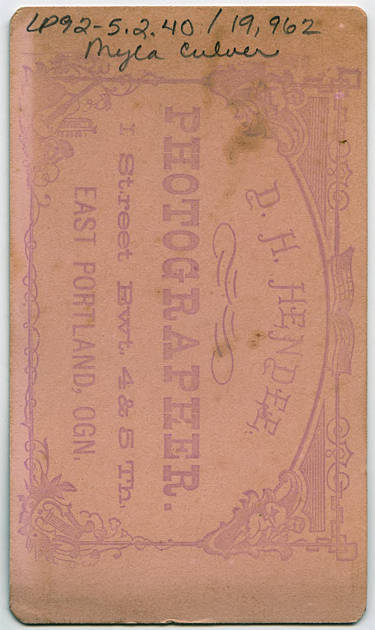 LP92-5.2.40 / 19,962
Myla Culver
D. H. HENDEE,
PHOTOGRAPHER.
I Street Bwt. 4 & 5 Th.
EAST PORTLAND, OGN.